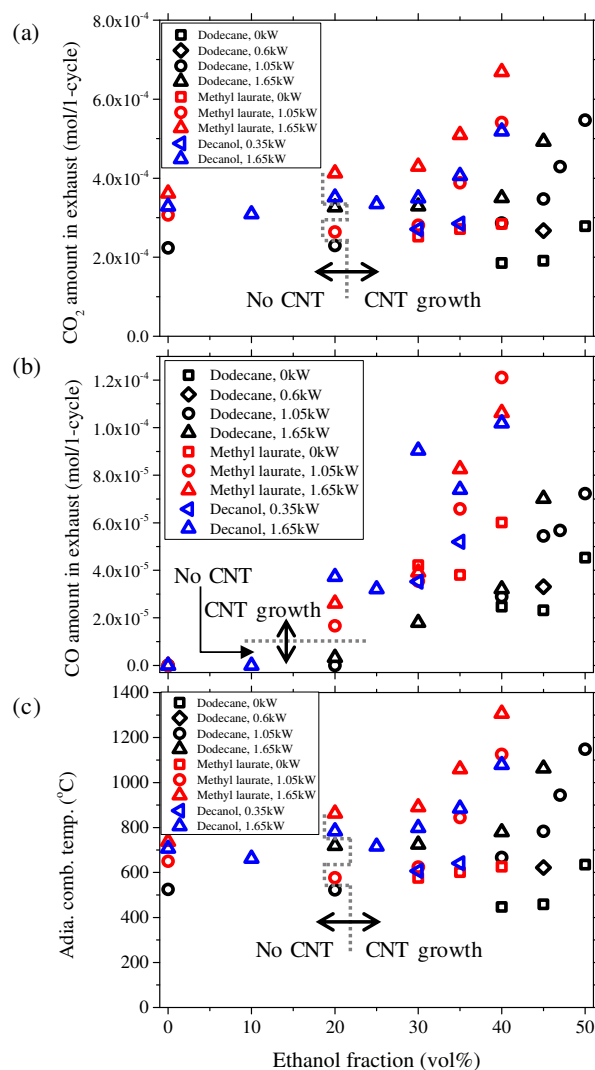 (a)
CO₂ amount in exhaust (mol/1-cycle)
8.0x10⁻⁴
6.0x10⁻⁴
4.0x10⁻⁴
2.0x10⁻⁴
0.0
Dodecane, 0kW
Dodecane, 0.6kW
Dodecane, 1.05kW
Dodecane, 1.65kW
Methyl laurate, 0kW
Methyl laurate, 1.05kW
Methyl laurate, 1.65kW
Decanol, 0.35kW
Decanol, 1.65kW
No CNT
CNT growth
0 10 20 30 40 50
(b)
CO amount in exhaust (mol/1-cycle)
1.2x10⁻⁴
1.0x10⁻⁴
8.0x10⁻⁵
6.0x10⁻⁵
4.0x10⁻⁵
2.0x10⁻⁵
0.0
Dodecane, 0kW
Dodecane, 0.6kW
Dodecane, 1.05kW
Dodecane, 1.65kW
Methyl laurate, 0kW
Methyl laurate, 1.05kW
Methyl laurate, 1.65kW
Decanol, 0.35kW
Decanol, 1.65kW
No CNT
CNT growth
(c)
Adia. comb. temp. (°C)
1400
1200
1000
800
600
400
200
0
Dodecane, 0kW
Dodecane, 0.6kW
Dodecane, 1.05kW
Dodecane, 1.65kW
Methyl laurate, 0kW
Methyl laurate, 1.05kW
Methyl laurate, 1.65kW
Decanol, 0.35kW
Decanol, 1.65kW
No CNT
CNT growth
0 10 20 30 40 50
Ethanol fraction (vol%)